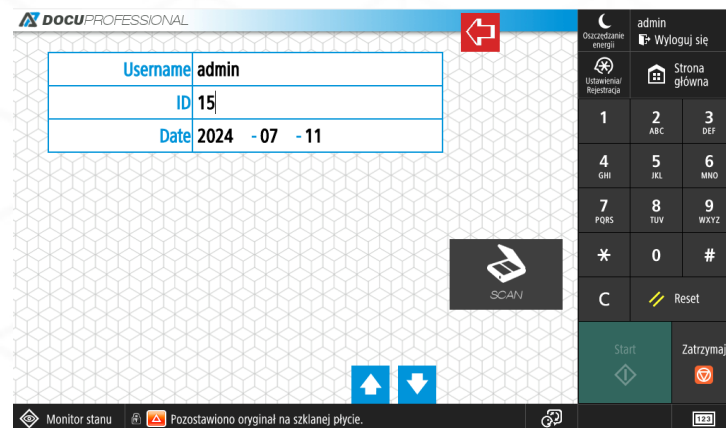 DOCUPROFESSIONAL
Username admin
ID 15
Date 2024 - 07 - 11
SCAN
Oszczędzanie energii
admin
Wyloguj się
Ustawienia/
Rejestracja
Strona
główna
1
2 ABC
3 DEF
4 GHI
5 JKL
6 MNO
7 PQRS
8 TUV
9 WXYZ
* 0 #
C Reset
Start Zatrzymaj
Monitor stanu Pozostawiono oryginał na szklanej płycie.
123